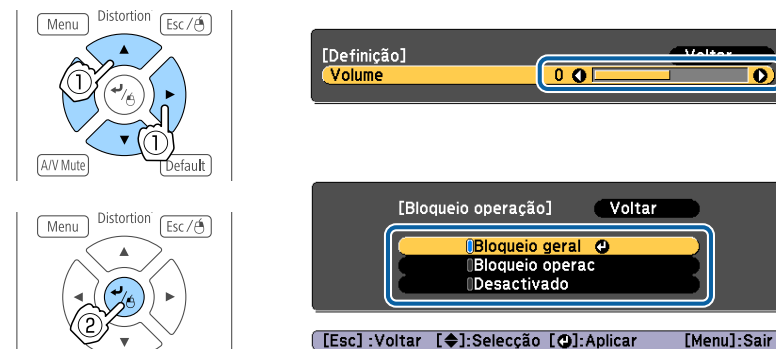 Menu Distortion Esc/
①
①
A/V Mute Default
[Definição] Voltar
Volume 0
Menu Distortion Esc/
②
[Bloqueio operação] Voltar
Bloqueio geral
Bloqueio operac
Desactivado
[Esc] :Voltar [ ]:Selecção [ ]:Aplicar [Menu]:Sair